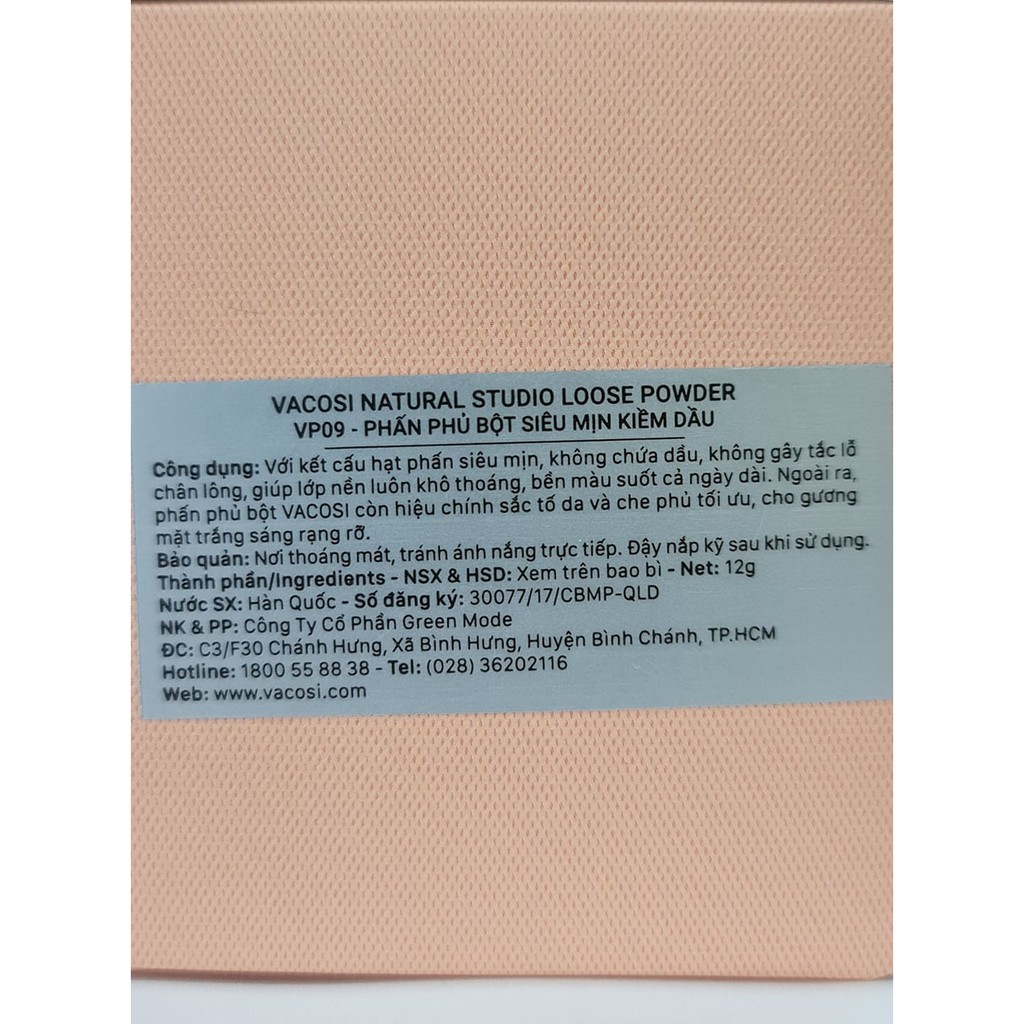 VACOSI NATURAL STUDIO LOOSE POWDER
VP09 - PHẤN PHỦ BỘT SIÊU MỊN KIỀM DẦU
Công dụng: Với kết cấu hạt phấn siêu mịn, không chứa dầu, không gây tắc lỗ
chân lông, giúp lớp nền luôn khô thoáng, bền màu suốt cả ngày dài. Ngoài ra,
phấn phủ bột VACOSI còn hiệu chính sắc tố da và che phủ tối ưu, cho gương
mặt trắng sáng rạng rỡ.
Bảo quản: Nơi thoáng mát, tránh ánh nắng trực tiếp. Đậy nắp kỹ sau khi sử dụng.
Thành phần/Ingredients - NSX & HSD: Xem trên bao bì - Net: 12g
Nước SX: Hàn Quốc - Số đăng ký: 30077/17/CBMP-QLD
NK & PP: Công Ty Cổ Phần Green Mode
ĐC: C3/F30 Chánh Hưng, Xã Bình Hưng, Huyện Bình Chánh, TP.HCM
Hotline: 1800 55 88 38 - Tel: (028) 36202116
Web: www.vacosi.com